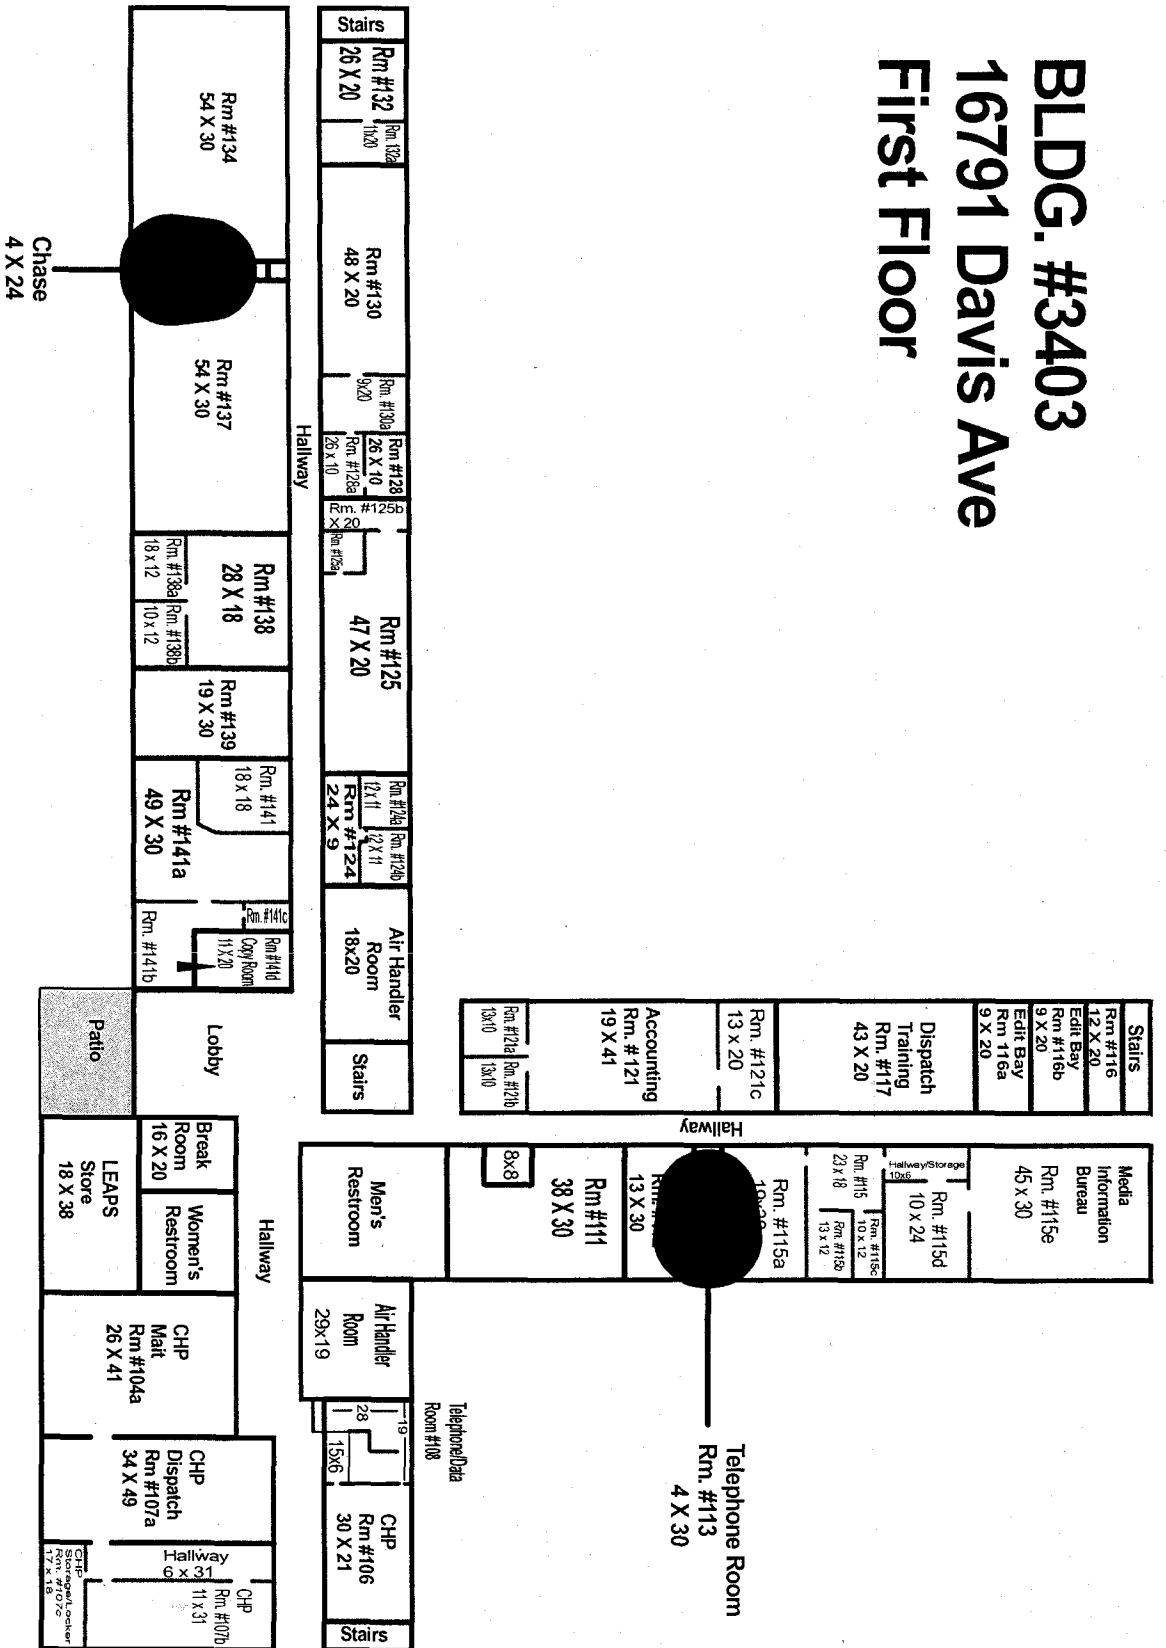 BLDG. #3403
16791 Davis Ave
First Floor
Stairs
Rm #132
26 X 20
Rm. 132a
11x20
Rm #130
48 X 20
Rm. #130a
9x20
Rm #128
26 X 10
Rm. #128a
26 x 10
Rm. #125b
X 20
Rm. #125a
Rm #125
47 X 20
Rm. #124a
12 x 11
Rm. #124b
12 X 11
Rm #124
24 X 9
Air Handler
Room
18x20
Stairs
Hallway
Rm #134
54 X 30
Chase
4 X 24
Rm #137
54 X 30
Rm #138
28 X 18
Rm. #138a
18 x 12
Rm. #138b
10 x 12
Rm #139
19 X 30
Rm. #141
18 x 18
Rm #141a
49 X 30
Rm. #141c
Rm #141d
Copy Room
11 X 20
Rm. #141b
Patio
Lobby
Stairs
Rm #116
12 X 20
Edit Bay
Rm #116b
9 X 20
Edit Bay
Rm 116a
9 X 20
Dispatch
Training
Rm. #117
43 X 20
Rm. #121c
13 x 20
Accounting
Rm. #121
19 X 41
Rm. #121a
13x10
Rm. #121b
13x10
Hallway
Media
Information
Bureau
Rm. #115e
45 x 30
Hallway/Storage
10x6
Rm. #115d
10 x 24
Rm. #115
23 x 18
Rm. #115c
10 x 12
Rm. #115b
13 x 12
Rm. #115a
13 X 30
Rm #111
38 X 30
8x8
Telephone Room
Rm. #113
4 X 30
Men's
Restroom
Air Handler
Room
29x19
Telephone/Data
Room #108
19
28
15x6
CHP
Rm #106
30 X 21
Stairs
Hallway
Break
Room
16 X 20
Women's
Restroom
LEAPS
Store
18 X 38
CHP
Mait
Rm #104a
26 X 41
CHP
Dispatch
Rm #107a
34 X 49
Hallway
6 x 31
CHP
Rm. #107b
11 x 31
CHP
Storage/Locker
Rm. #107c
17 x 18